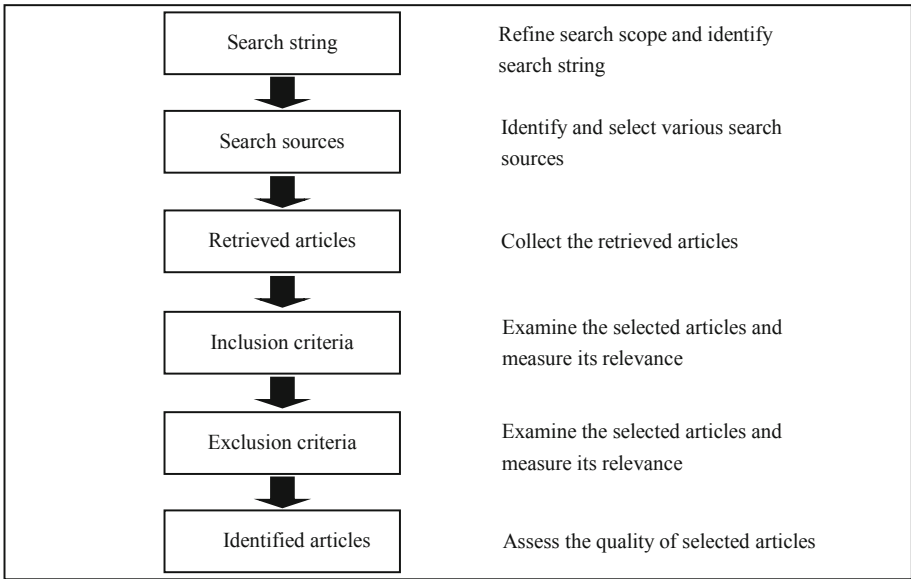 Search string
Refine search scope and identify
search string
Search sources
Identify and select various search
sources
Retrieved articles
Collect the retrieved articles
Inclusion criteria
Examine the selected articles and
measure its relevance
Exclusion criteria
Examine the selected articles and
measure its relevance
Identified articles
Assess the quality of selected articles